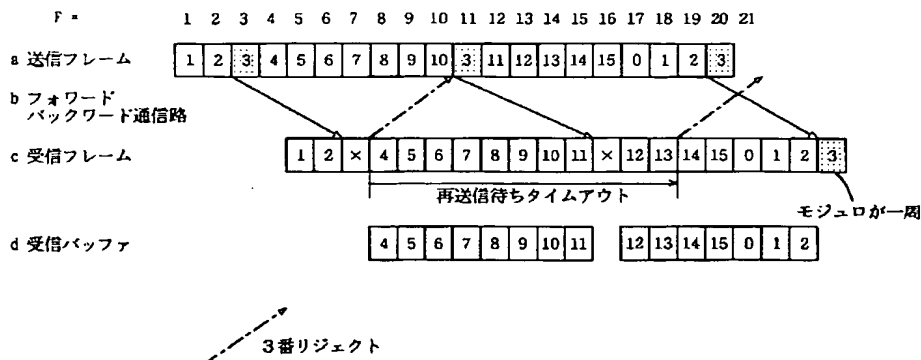 F = 1 2 3 4 5 6 7 8 9 10 11 12 13 14 15 16 17 18 19 20 21
a 送信フレーム 1 2 3 4 5 6 7 8 9 10 3 11 12 13 14 15 0 1 2 3
b フォワード
バックワード通信路
c 受信フレーム 1 2 × 4 5 6 7 8 9 10 11 × 12 13 14 15 0 1 2 3
再送信待ちタイムアウト
モジュロが一周
d 受信バッファ 4 5 6 7 8 9 10 11 12 13 14 15 0 1 2
3番リジェクト